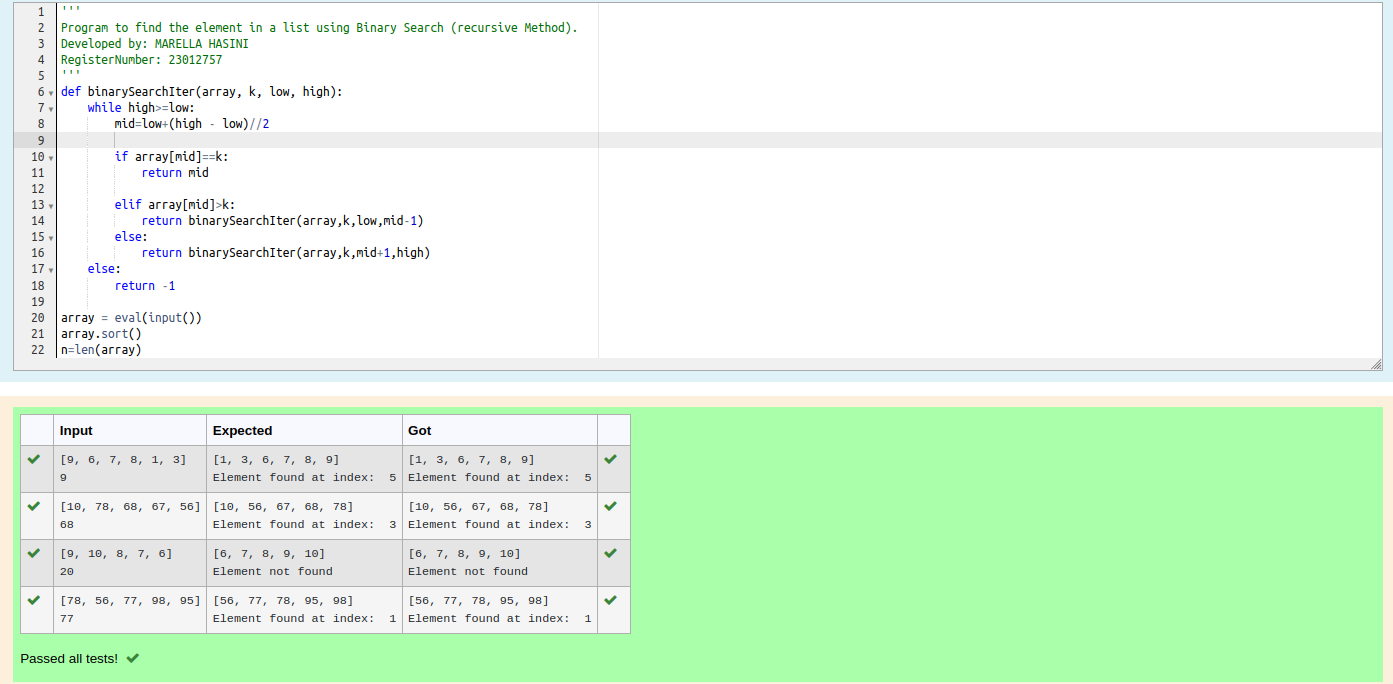 1 '''
2 Program to find the element in a list using Binary Search (recursive Method).
3 Developed by: MARELLA HASINI
4 RegisterNumber: 23012757
5 '''
6 def binarySearchIter(array, k, low, high):
7     while high>=low:
8         mid=low+(high - low)//2
9
10         if array[mid]==k:
11             return mid
12
13         elif array[mid]>k:
14             return binarySearchIter(array,k,low,mid-1)
15         else:
16             return binarySearchIter(array,k,mid+1,high)
17     else:
18         return -1
19
20 array = eval(input())
21 array.sort()
22 n=len(array)
Input Expected Got
[9, 6, 7, 8, 1, 3] [1, 3, 6, 7, 8, 9] [1, 3, 6, 7, 8, 9]
9 Element found at index:  5 Element found at index:  5
[10, 78, 68, 67, 56] [10, 56, 67, 68, 78] [10, 56, 67, 68, 78]
68 Element found at index:  3 Element found at index:  3
[9, 10, 8, 7, 6] [6, 7, 8, 9, 10] [6, 7, 8, 9, 10]
20 Element not found Element not found
[78, 56, 77, 98, 95] [56, 77, 78, 95, 98] [56, 77, 78, 95, 98]
77 Element found at index:  1 Element found at index:  1
Passed all tests!